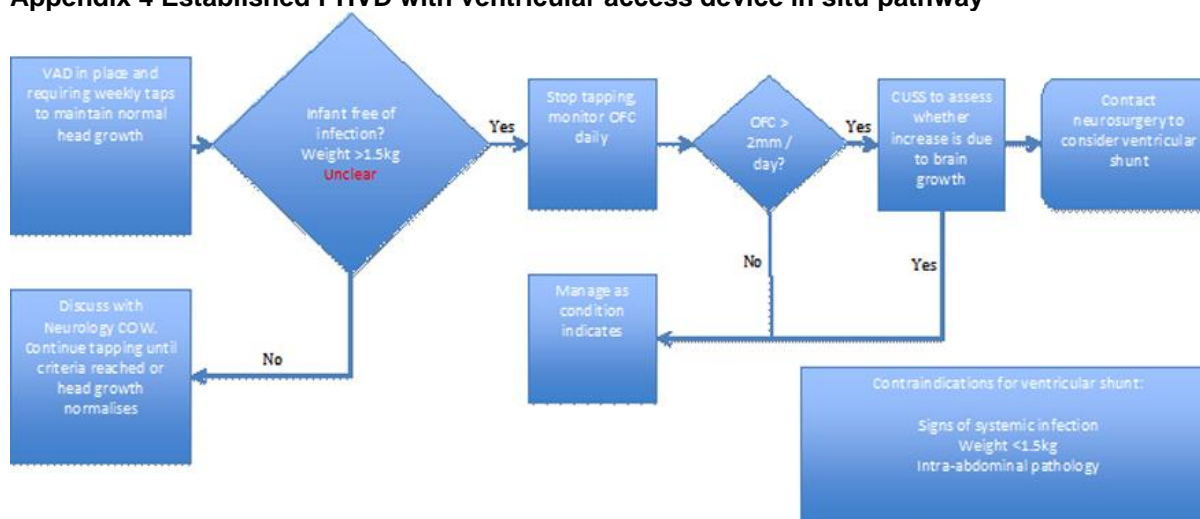 Appendix 4 Established PHVD with ventricular access device in situ pathway
VAD in place and
requiring weekly taps
to maintain normal
head growth
Infant free of
infection?
Weight >1.5kg
Unclear
Yes
Stop tapping,
monitor OFC
daily
OFC >
2mm /
day?
Yes
CUSS to assess
whether
increase is due
to brain
growth
Contact
neurosurgery to
consider ventricular
shunt
No
Yes
Manage as
condition
indicates
Discuss with
Neurology COW.
Continue tapping until
criteria reached or
head growth
normalises
No
Contraindications for ventricular shunt:
Signs of systemic infection
Weight <1.5kg
Intra-abdominal pathology